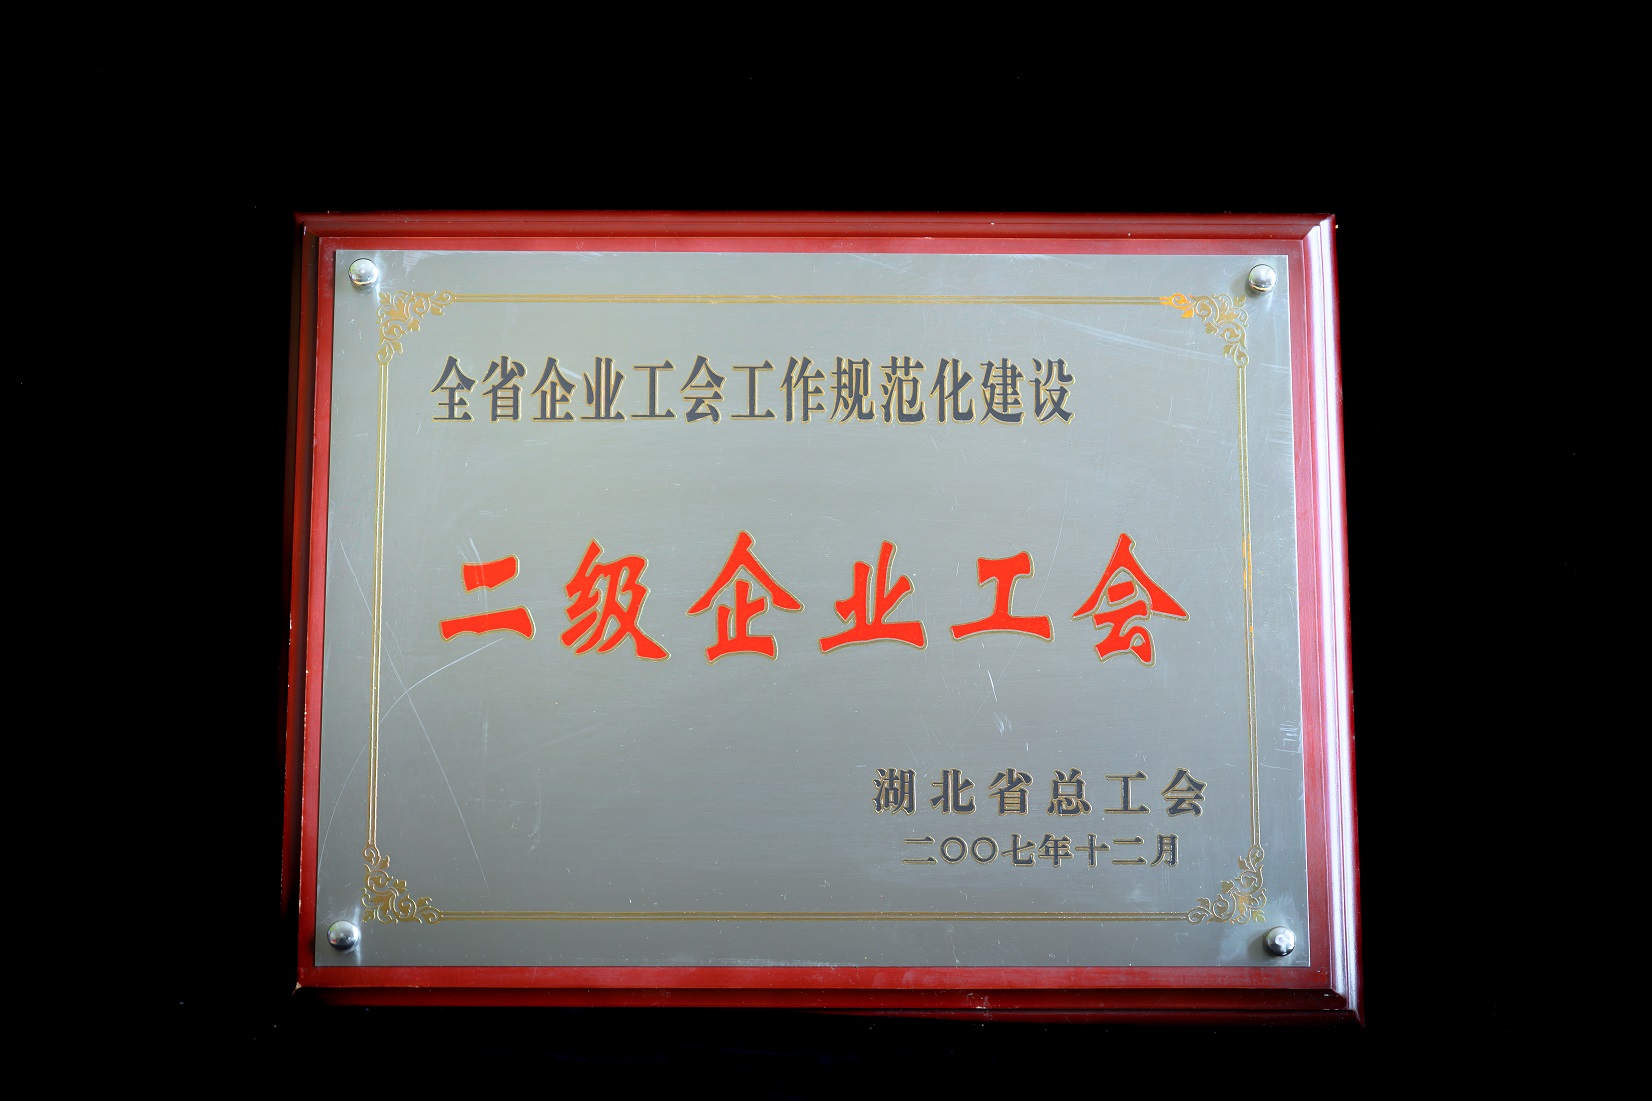 全省企业工会工作规范化建设
二级企业工会
湖北省总工会
二〇〇七年十二月